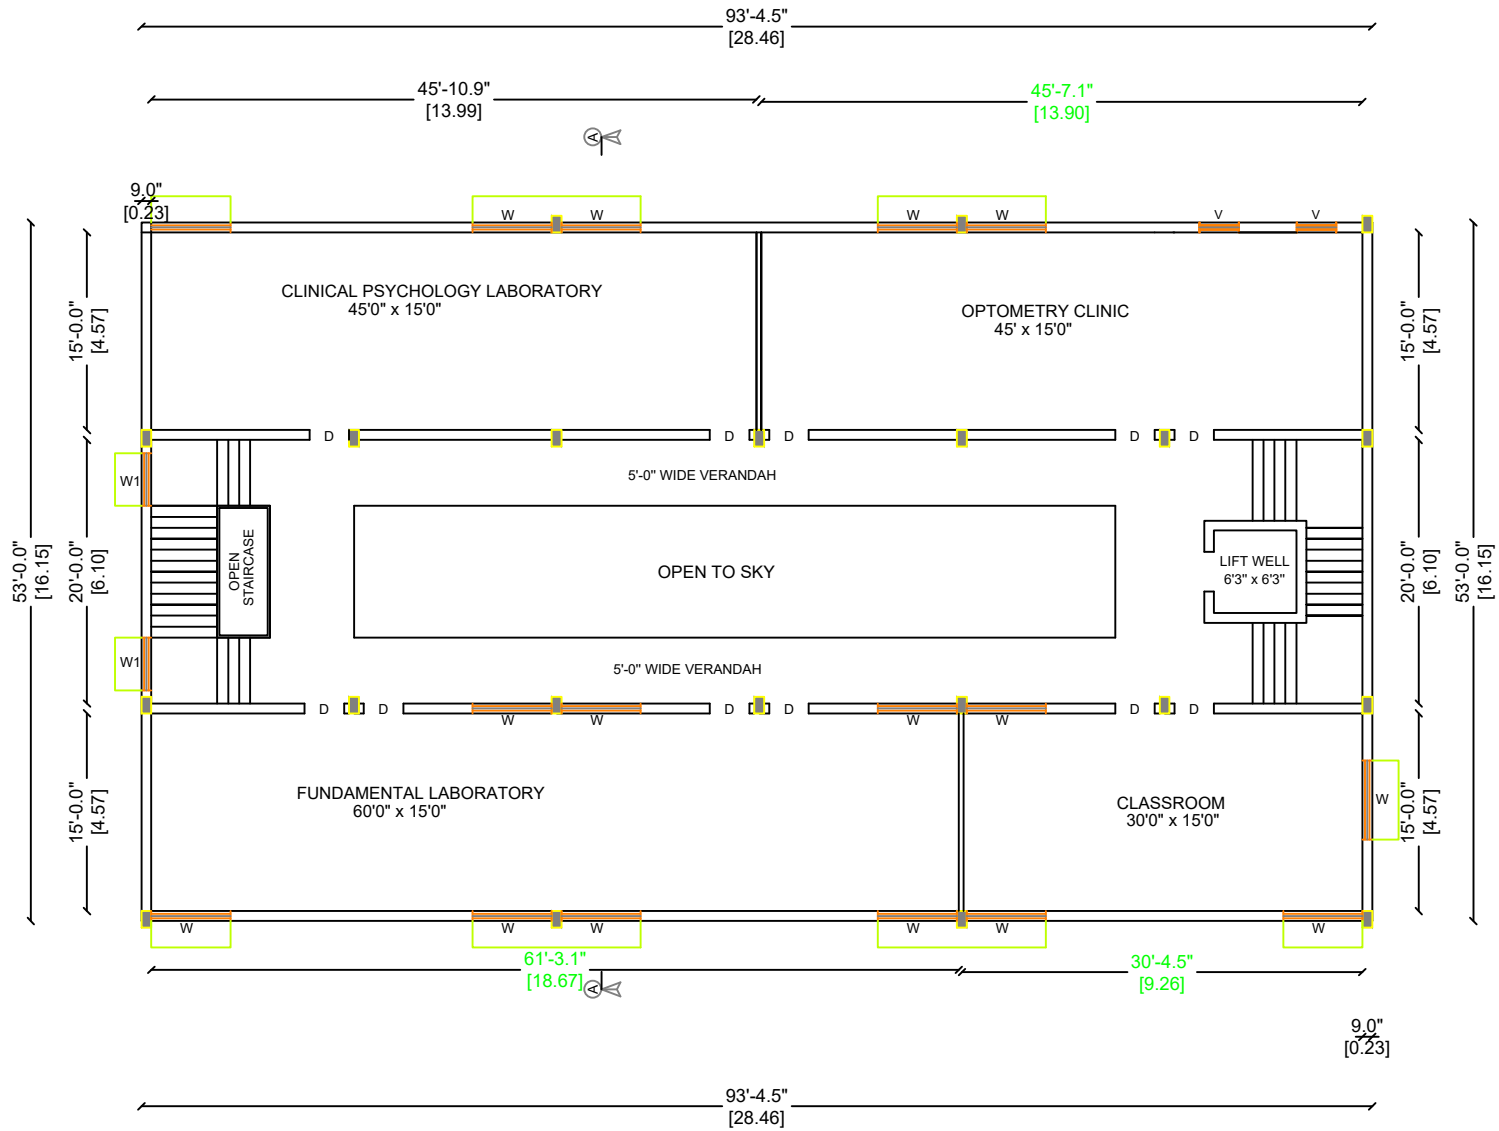 93'-4.5"
[28.46]
45'-10.9"
[13.99]
45'-7.1"
[13.90]
A
9.0"
[0.23]
W W W W V V
CLINICAL PSYCHOLOGY LABORATORY
45'0" x 15'0"
OPTOMETRY CLINIC
45' x 15'0"
15'-0.0"
[4.57]
15'-0.0"
[4.57]
D D D D D
W1
5'-0" WIDE VERANDAH
53'-0.0"
[16.15]
20'-0.0"
[6.10]
OPEN
STAIRCASE
OPEN TO SKY
LIFT WELL
6'3" x 6'3"
20'-0.0"
[6.10]
53'-0.0"
[16.15]
W1
5'-0" WIDE VERANDAH
D D D D D D
W W W W
15'-0.0"
[4.57]
FUNDAMENTAL LABORATORY
60'0" x 15'0"
CLASSROOM
30'0" x 15'0"
W
15'-0.0"
[4.57]
W W W W W W
61'-3.1"
[18.67]
A
30'-4.5"
[9.26]
9.0"
[0.23]
93'-4.5"
[28.46]